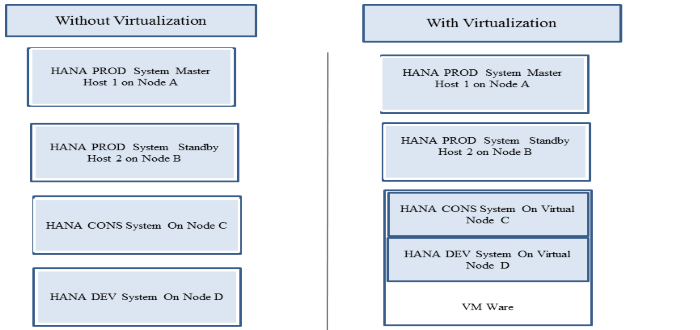 Without Virtualization
HANA PROD System Master
Host 1 on Node A
HANA PROD System Standby
Host 2 on Node B
HANA CONS System On Node C
HANA DEV System On Node D
With Virtualization
HANA PROD System Master
Host 1 on Node A
HANA PROD System Standby
Host 2 on Node B
HANA CONS System On Virtual
Node C
HANA DEV System On Virtual
Node D
VM Ware